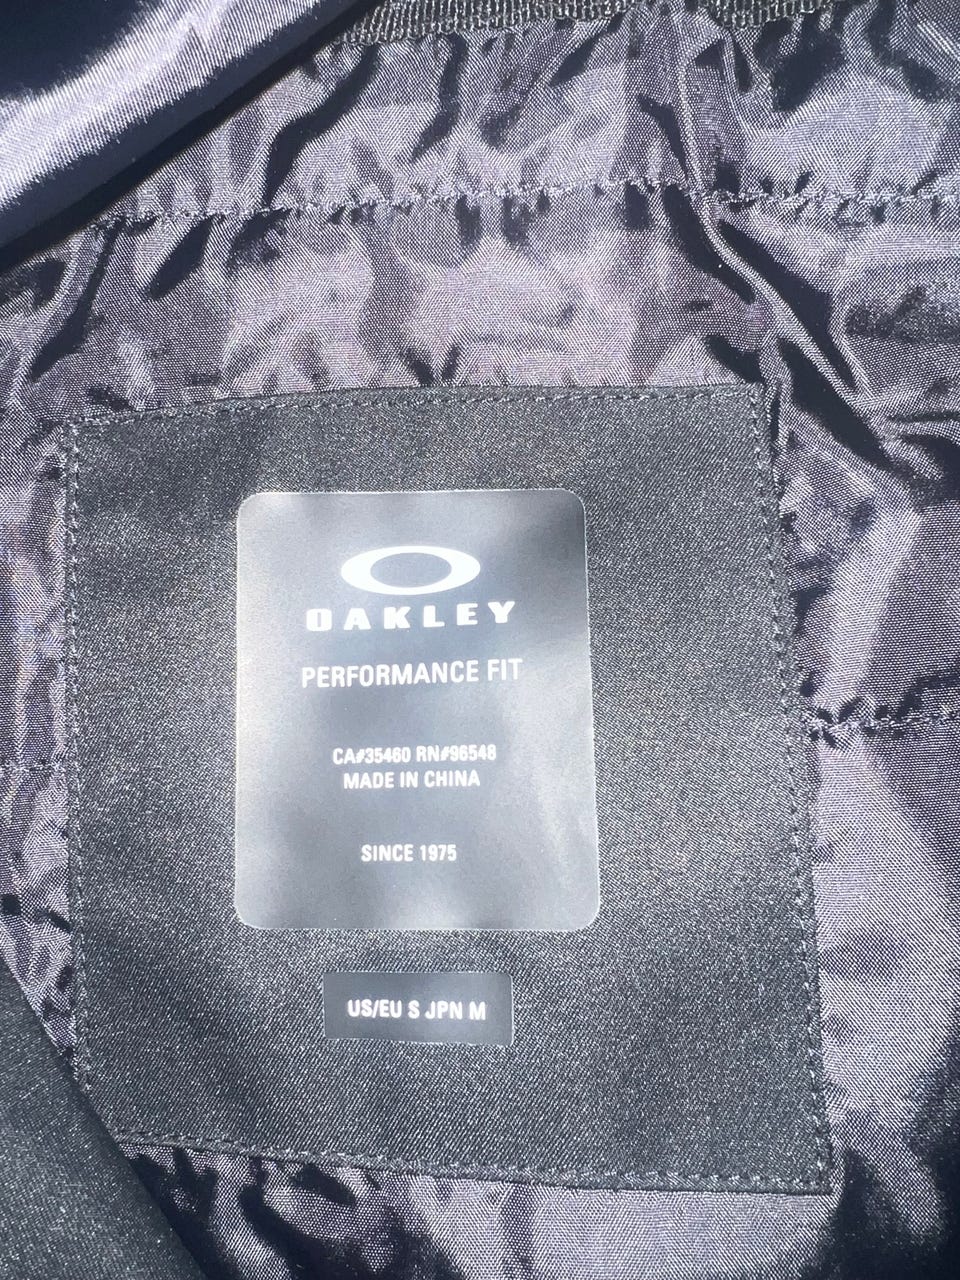 OAKLEY
PERFORMANCE FIT
CA#35460 RN#96548
MADE IN CHINA
SINCE 1975
US/EU S JPN M